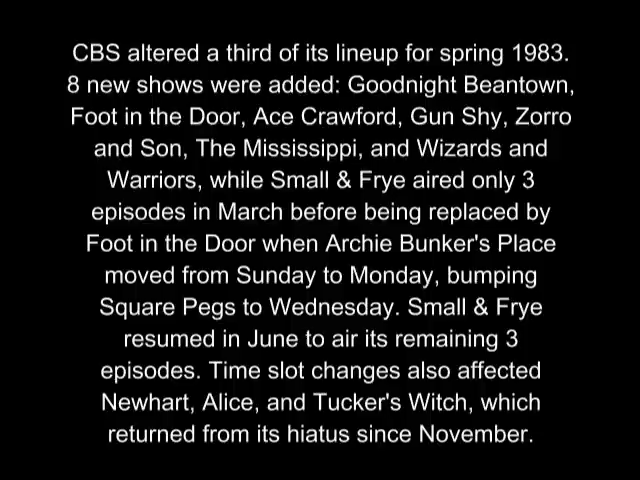 CBS altered a third of its lineup for spring 1983.
8 new shows were added: Goodnight Beantown,
Foot in the Door, Ace Crawford, Gun Shy, Zorro
and Son, The Mississippi, and Wizards and
Warriors, while Small & Frye aired only 3
episodes in March before being replaced by
Foot in the Door when Archie Bunker's Place
moved from Sunday to Monday, bumping
Square Pegs to Wednesday. Small & Frye
resumed in June to air its remaining 3
episodes. Time slot changes also affected
Newhart, Alice, and Tucker's Witch, which
returned from its hiatus since November.